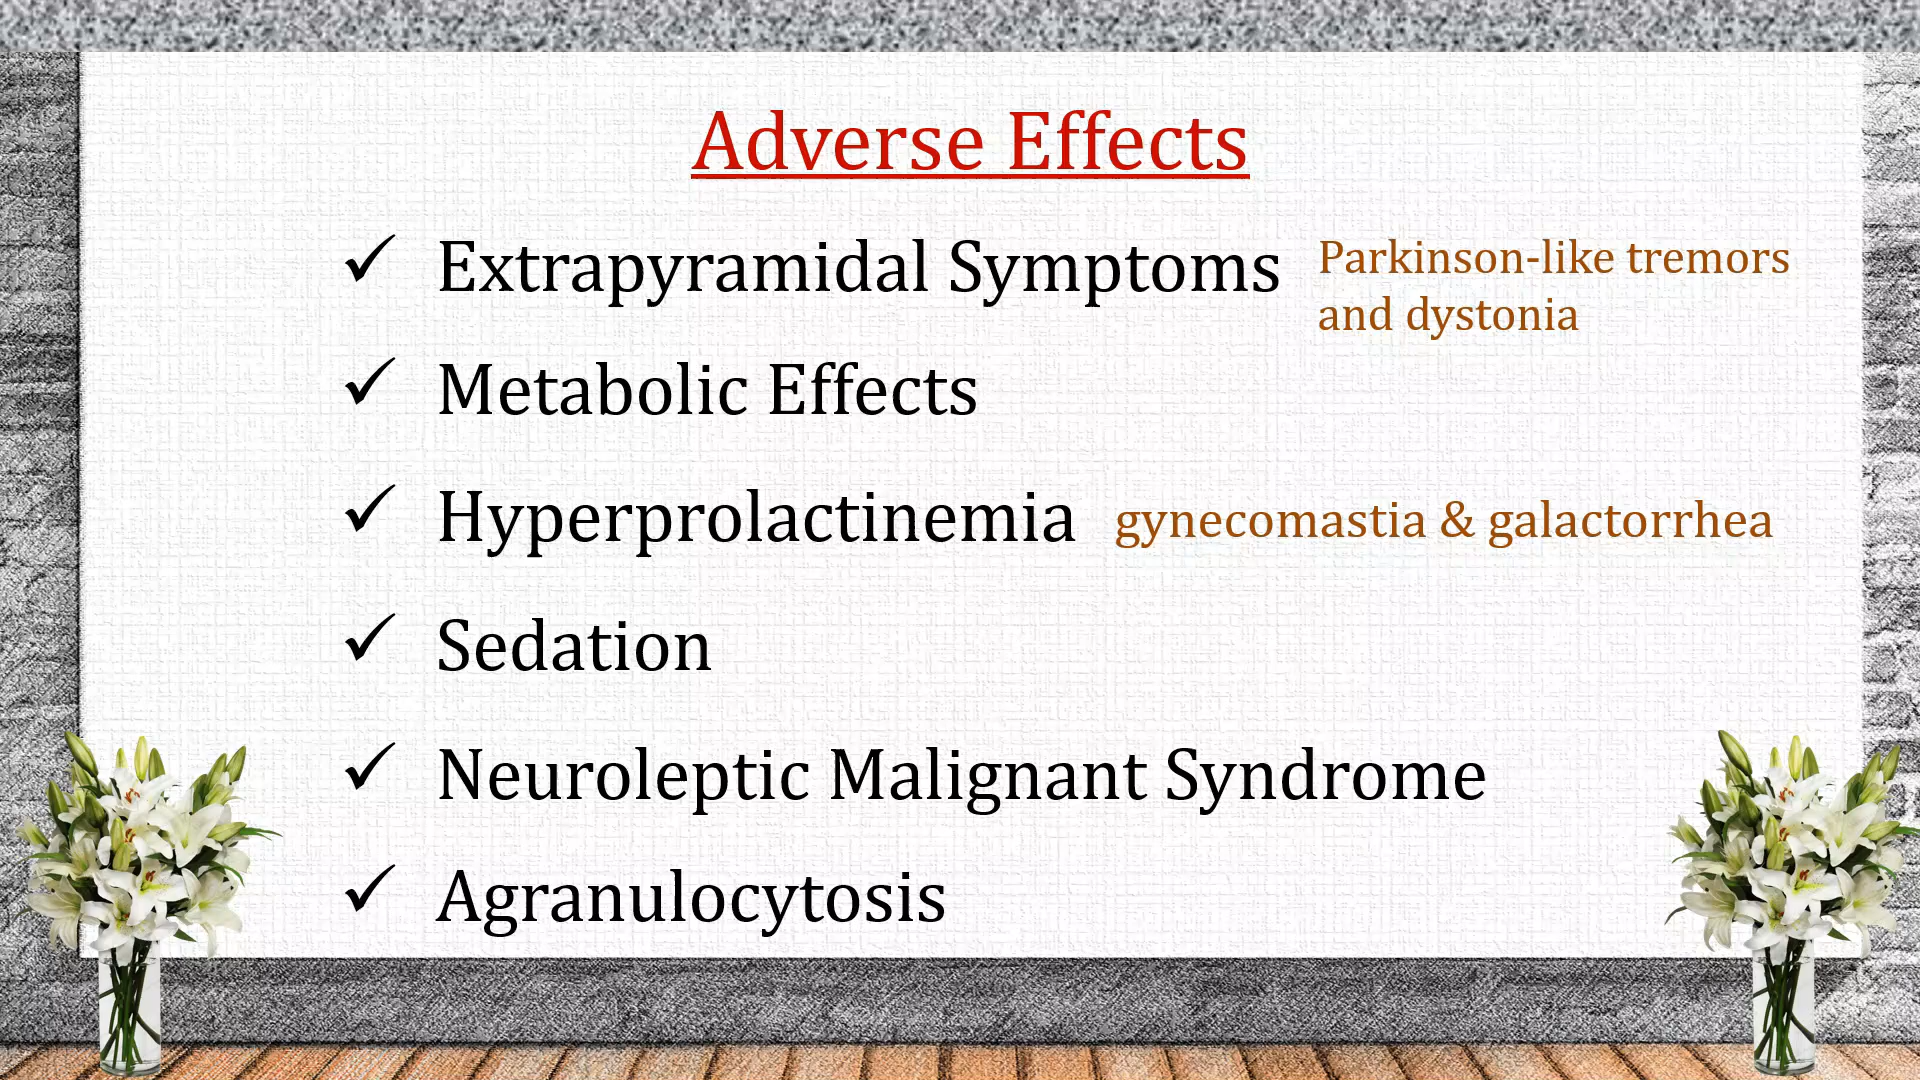 Adverse Effects
✓ Extrapyramidal Symptoms Parkinson-like tremors
and dystonia
✓ Metabolic Effects
✓ Hyperprolactinemia gynecomastia & galactorrhea
✓ Sedation
✓ Neuroleptic Malignant Syndrome
✓ Agranulocytosis